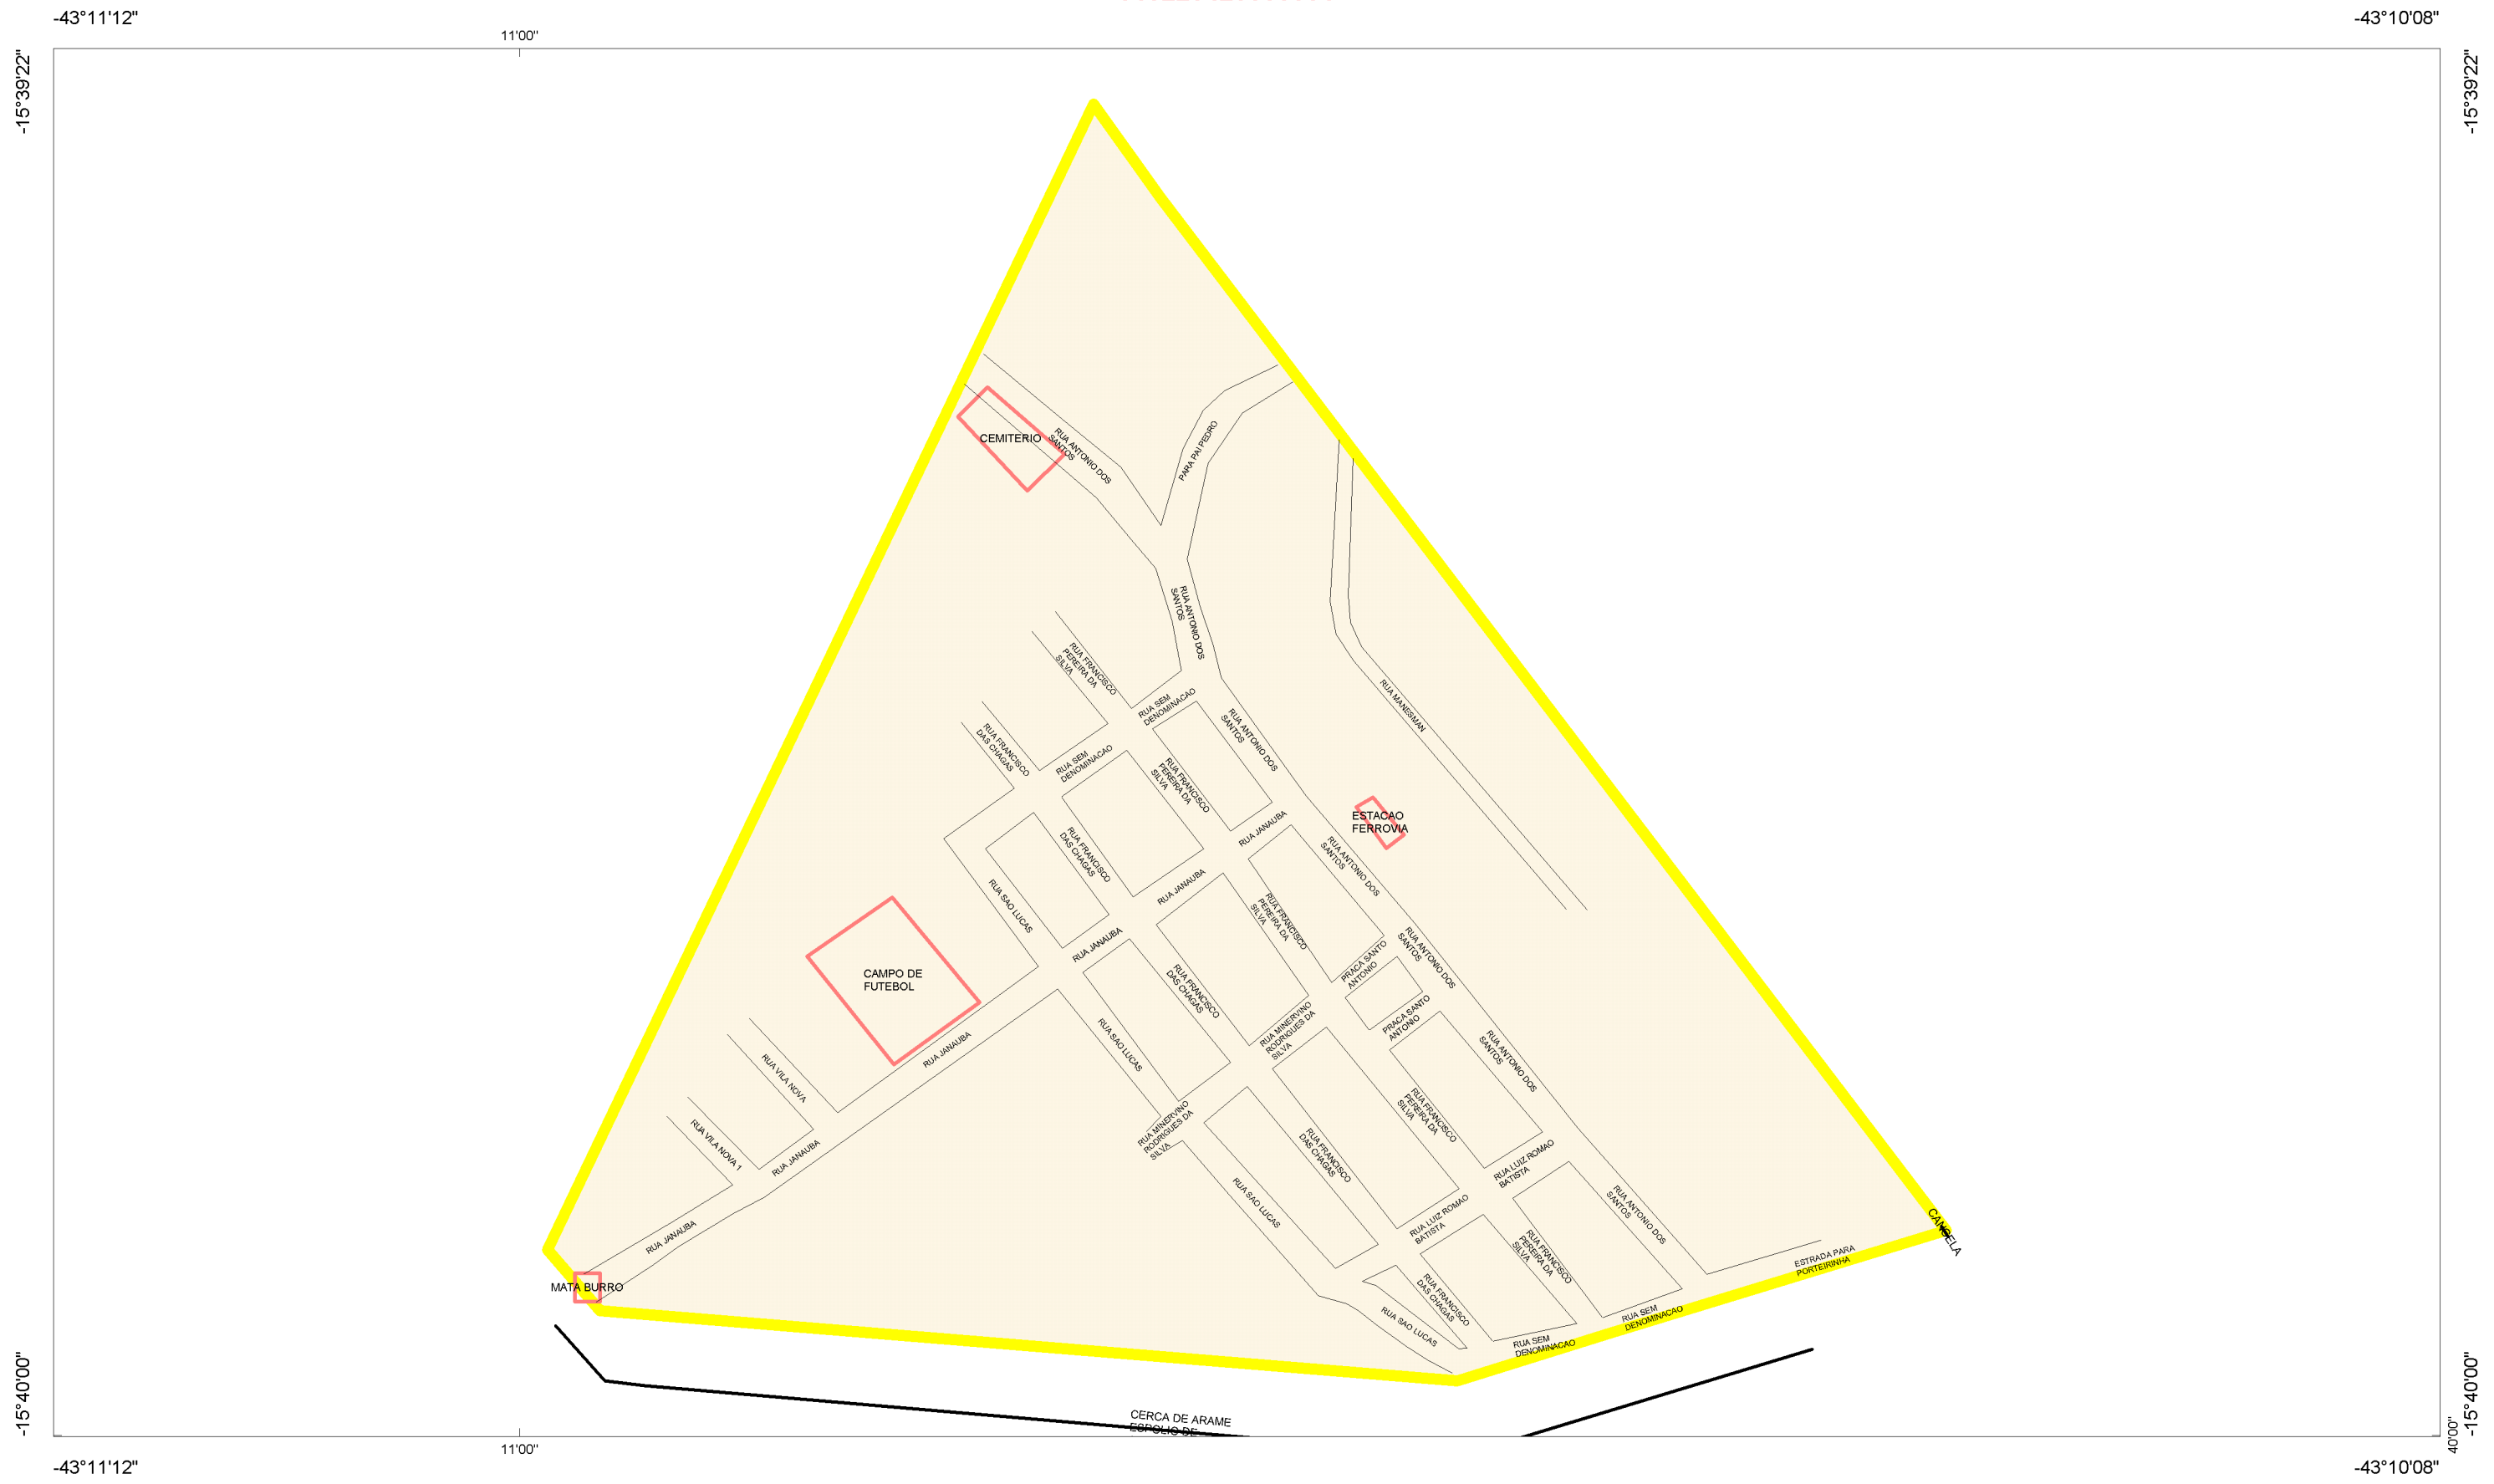 -43°11'12"
-43°10'08"
11'00"
-15°39'22"
-15°39'22"
CEMITERIO
RUA ANTONIO DOS
SANTOS
PARA PAI PEDRO
RUA ANTONIO DOS
SANTOS
RUA FRANCISCO
PEREIRA DA
SILVA
RUA SEM
DENOMINACAO
RUA MANESMAN
RUA FRANCISCO
DAS CHAGAS
RUA SEM
DENOMINACAO
RUA ANTONIO DOS
SANTOS
RUA FRANCISCO
PEREIRA DA
SILVA
ESTACAO
FERROVIA
RUA JANAUBA
RUA FRANCISCO
DAS CHAGAS
RUA ANTONIO DOS
SANTOS
RUA JANAUBA
RUA SAO LUCAS
RUA FRANCISCO
PEREIRA DA
SILVA
RUA JANAUBA
PRACA SANTO
ANTONIO
RUA ANTONIO DOS
SANTOS
CAMPO DE
FUTEBOL
RUA FRANCISCO
DAS CHAGAS
PRACA SANTO
ANTONIO
RUA MINERVINO
RODRIGUES DA
SILVA
RUA JANAUBA
RUA SAO LUCAS
RUA ANTONIO DOS
SANTOS
RUA VILA NOVA
RUA FRANCISCO
PEREIRA DA
SILVA
RUA MINERVINO
RODRIGUES DA
SILVA
RUA VILA NOVA 1
RUA JANAUBA
RUA FRANCISCO
DAS CHAGAS
RUA LUIZ ROMAO
BATISTA
RUA SAO LUCAS
RUA LUIZ ROMAO
BATISTA
RUA ANTONIO DOS
SANTOS
RUA JANAUBA
CANCELA
RUA FRANCISCO
PEREIRA DA
SILVA
ESTRADA PARA
PORTEIRINHA
MATA BURRO
RUA FRANCISCO
DAS CHAGAS
RUA SEM
DENOMINACAO
RUA SAO LUCAS
RUA SEM
DENOMINACAO
-15°40'00"
-15°40'00"
CERCA DE ARAME
ESPOLIO DE
40'00"
11'00"
-43°11'12"
-43°10'08"